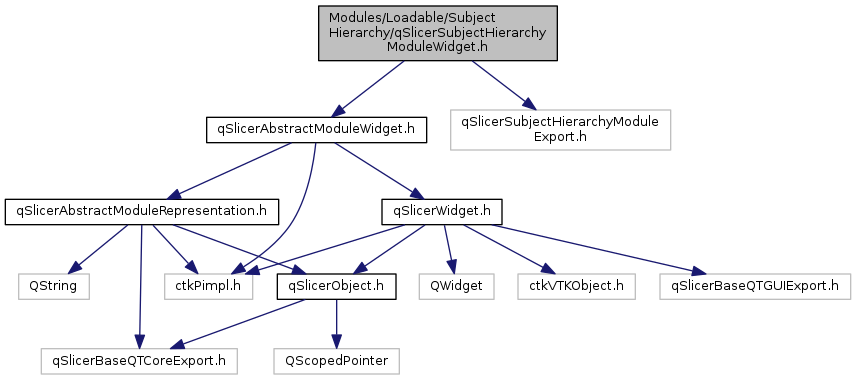 Modules/Loadable/Subject
Hierarchy/qSlicerSubjectHierarchy
ModuleWidget.h
qSlicerAbstractModuleWidget.h
qSlicerSubjectHierarchyModule
Export.h
qSlicerAbstractModuleRepresentation.h
qSlicerWidget.h
QString
ctkPimpl.h
qSlicerObject.h
QWidget
ctkVTKObject.h
qSlicerBaseQTGUIExport.h
qSlicerBaseQTCoreExport.h
QScopedPointer